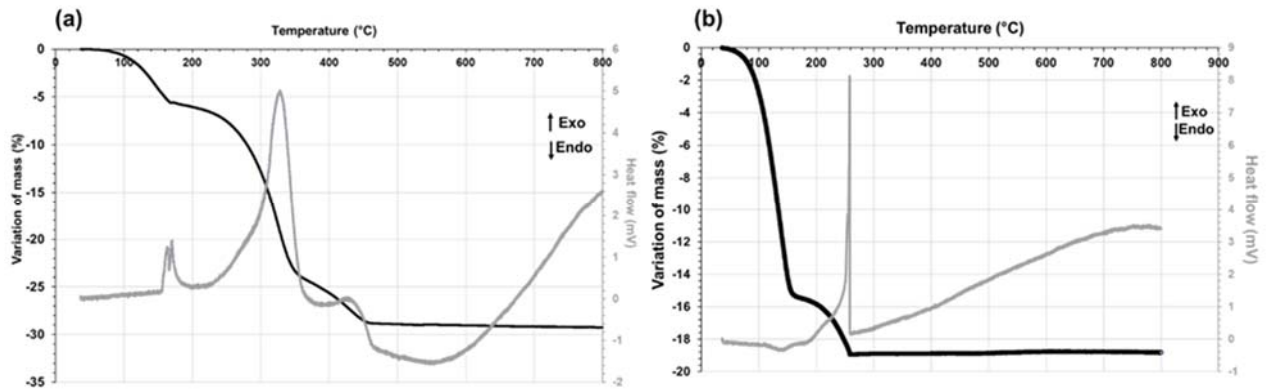 (a)
Temperature (°C)
0 100 200 300 400 500 600 700 800
0
-5
-10
-15
-20
-25
-30
-35
Variation of mass (%)
6
5
4
3
2
1
0
-1
-2
Heat flow (mV)
Exo
Endo
(b)
Temperature (°C)
0 100 200 300 400 500 600 700 800 900
0
-2
-4
-6
-8
-10
-12
-14
-16
-18
-20
Variation of mass (%)
9
8
7
6
5
4
3
2
1
0
-1
Heat flow (mV)
Exo
Endo